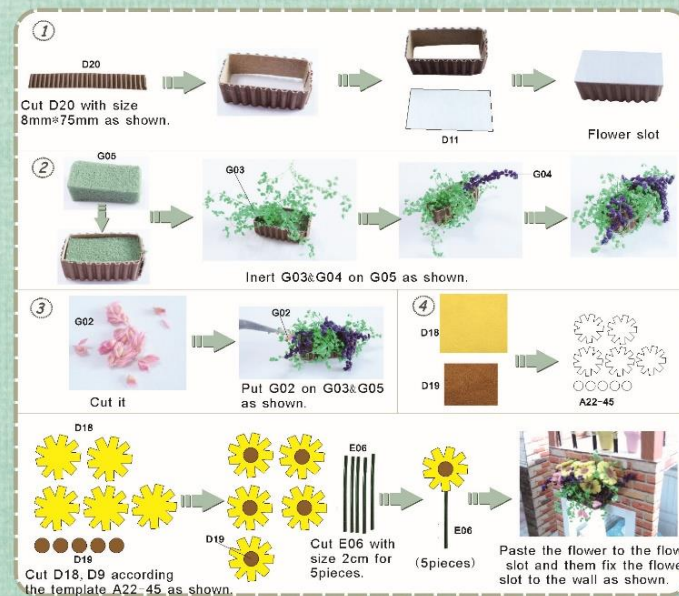 1
D20
Cut D20 with size
8mm*75mm as shown.
D11
Flower slot
2
G05
G03
G04
Inert G03&G04 on G05 as shown.
3
G02
Cut it
G02
Put G02 on G03&G05
as shown.
4
D18
D19
A22-45
D18
D19
Cut D18, D9 according
the template A22-45 as shown.
D19
E06
Cut E06 with
size 2cm for
5pieces.
E06
(5pieces)
Paste the flower to the flow
slot and them fix the flowe
slot to the wall as shown.